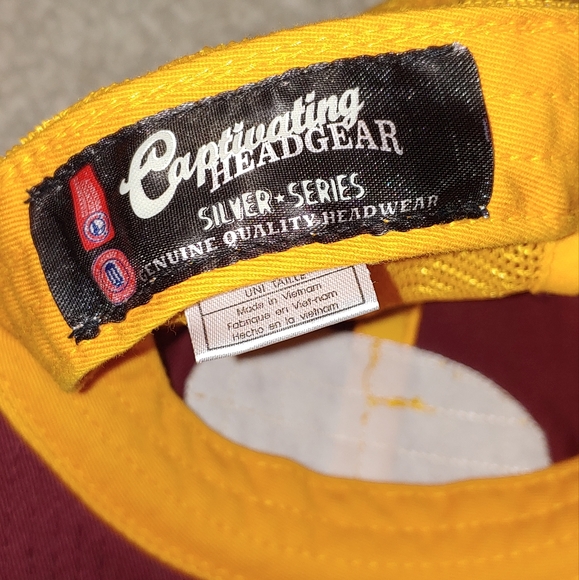 Captivating
HEADGEAR
SILVER★SERIES
GENUINE QUALITY HEADWEAR
UNI TAILLE
Made in Vietnam
Fabrique en Viet-nam
Hecho en la vietnam